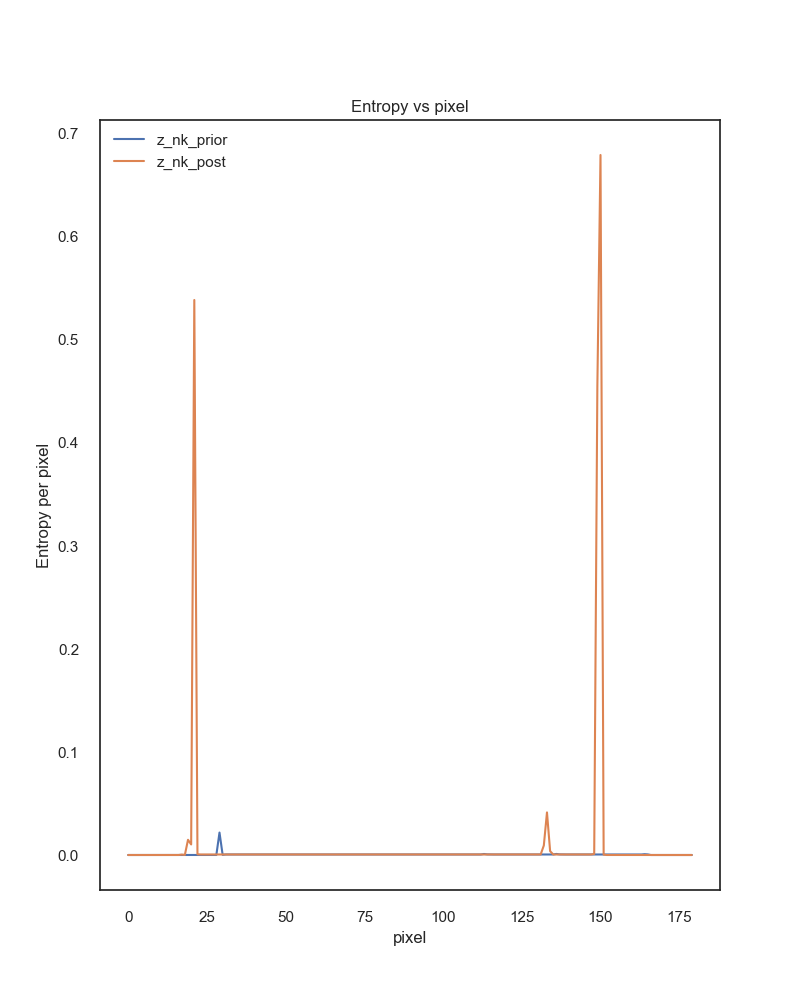 Entropy vs pixel
z_nk_prior
z_nk_post
Entropy per pixel
0.7
0.6
0.5
0.4
0.3
0.2
0.1
0.0
0 25 50 75 100 125 150 175
pixel